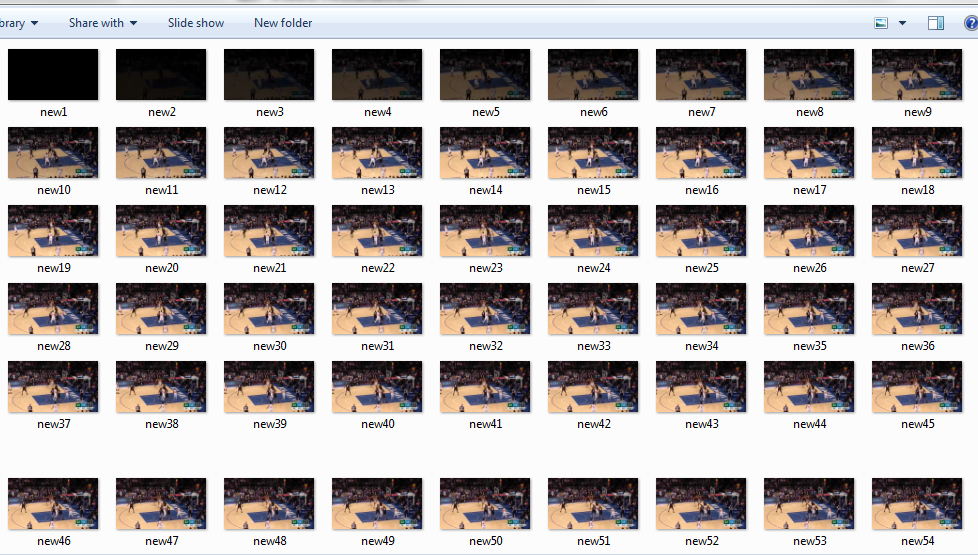 brary Share with Slide show New folder
new1 new2 new3 new4 new5 new6 new7 new8 new9
new10 new11 new12 new13 new14 new15 new16 new17 new18
new19 new20 new21 new22 new23 new24 new25 new26 new27
new28 new29 new30 new31 new32 new33 new34 new35 new36
new37 new38 new39 new40 new41 new42 new43 new44 new45
new46 new47 new48 new49 new50 new51 new52 new53 new54